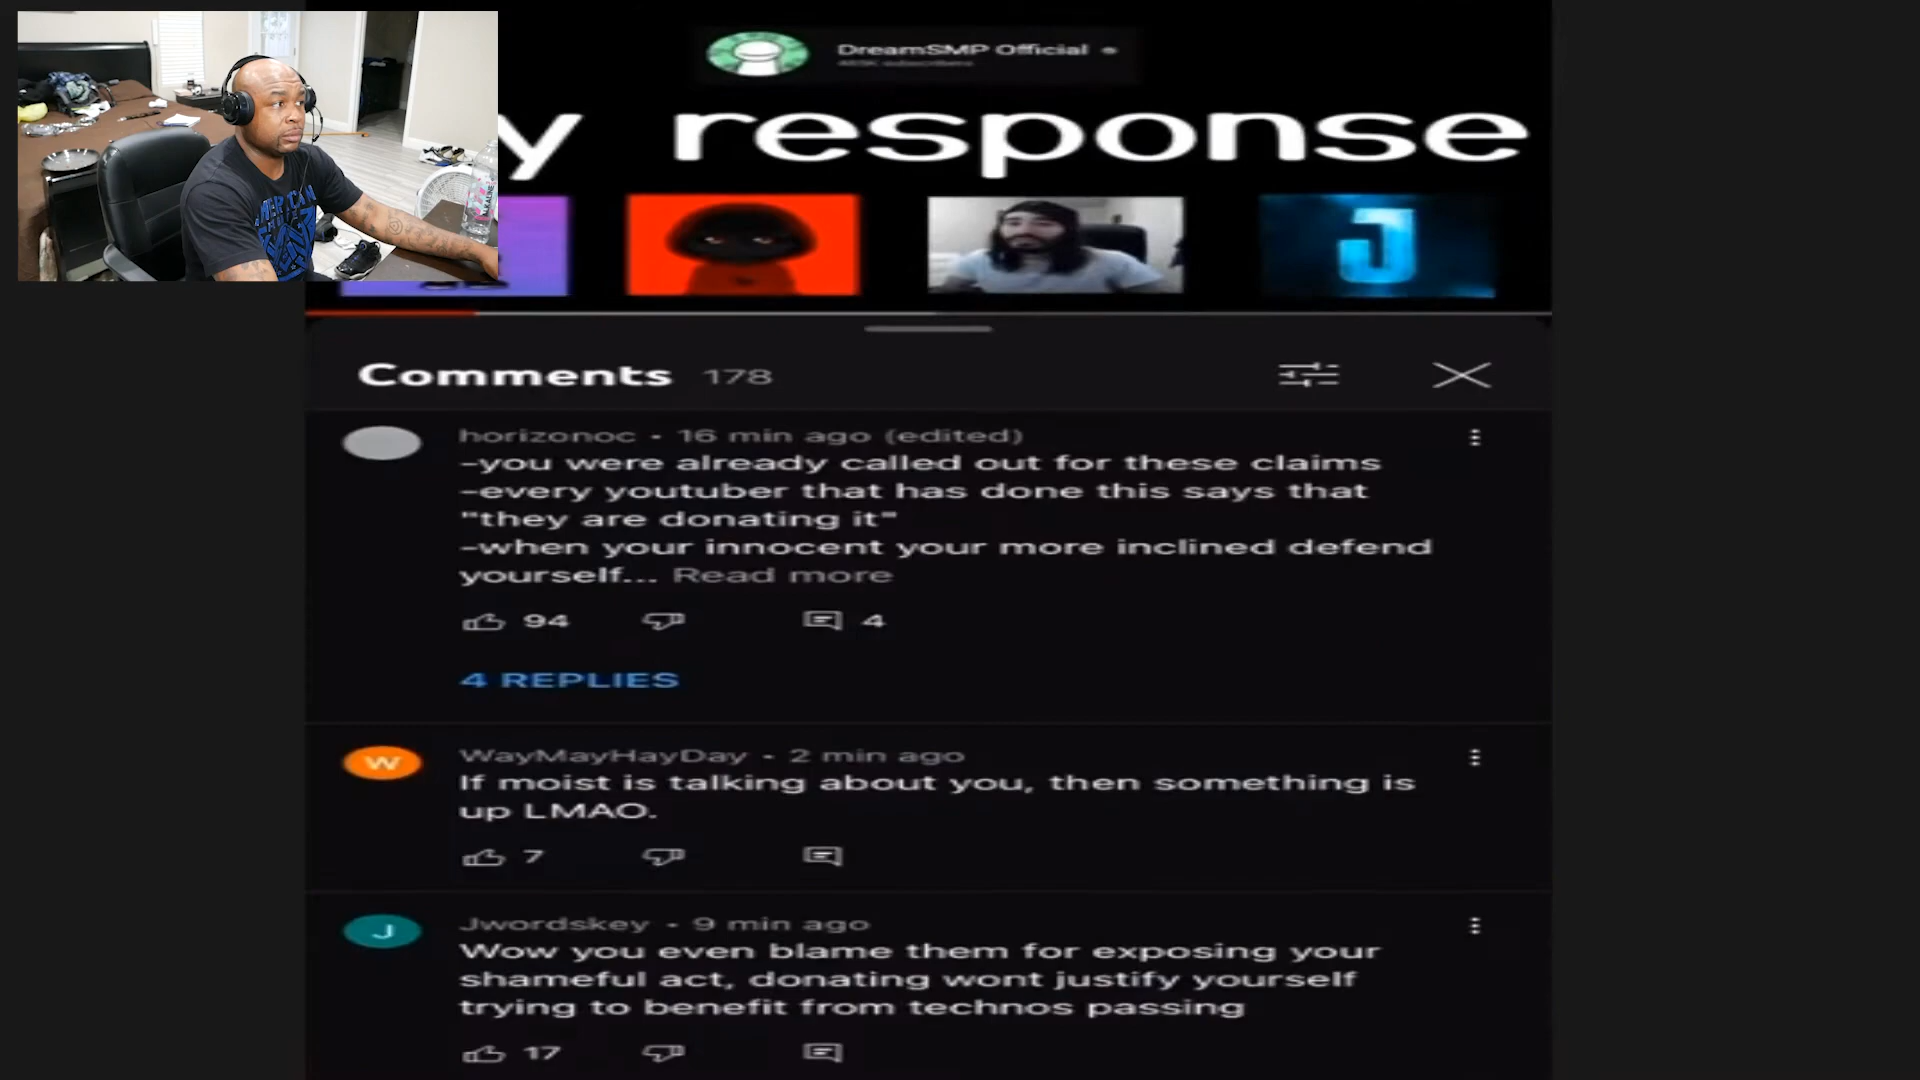 DreamSMP Official
y response
J
Comments 178
horizonoc • 16 min ago (edited)
-you were already called out for these claims
-every youtuber that has done this says that
"they are donating it"
-when your innocent your more inclined defend
yourself... Read more
94 4
4 REPLIES
W
WayMayHayDay • 2 min ago
If moist is talking about you, then something is
up LMAO.
7
J
Jwordskey • 9 min ago
Wow you even blame them for exposing your
shameful act, donating wont justify yourself
trying to benefit from technos passing
17